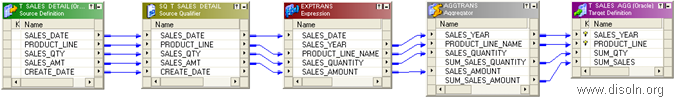 T_SALES_DETAIL(Or
Source Definition
K Name
SALES_DATE
PRODUCT_LINE
SALES_QTY
SALES_AMT
CREATE_DATE
SQ_T_SALES_DETAIL
Source Qualifier
Name
SALES_DATE
PRODUCT_LINE
SALES_QTY
SALES_AMT
CREATE_DATE
EXPTRANS
Expression
Name
SALES_DATE
SALES_YEAR
PRODUCT_LINE_NAME
SALES_QUANTITY
SALES_AMOUNT
AGGTRANS
Aggregator
Name
SALES_YEAR
PRODUCT_LINE_NAME
SALES_QUANTITY
SUM_SALES_QUANTITY
SALES_AMOUNT
SUM_SALES_AMOUNT
T_SALES_AGG (Oracle)
Target Definition
K Name
SALES_YEAR
PRODUCT_LINE
SUM_QTY
SUM_SALES
www.disoln.org